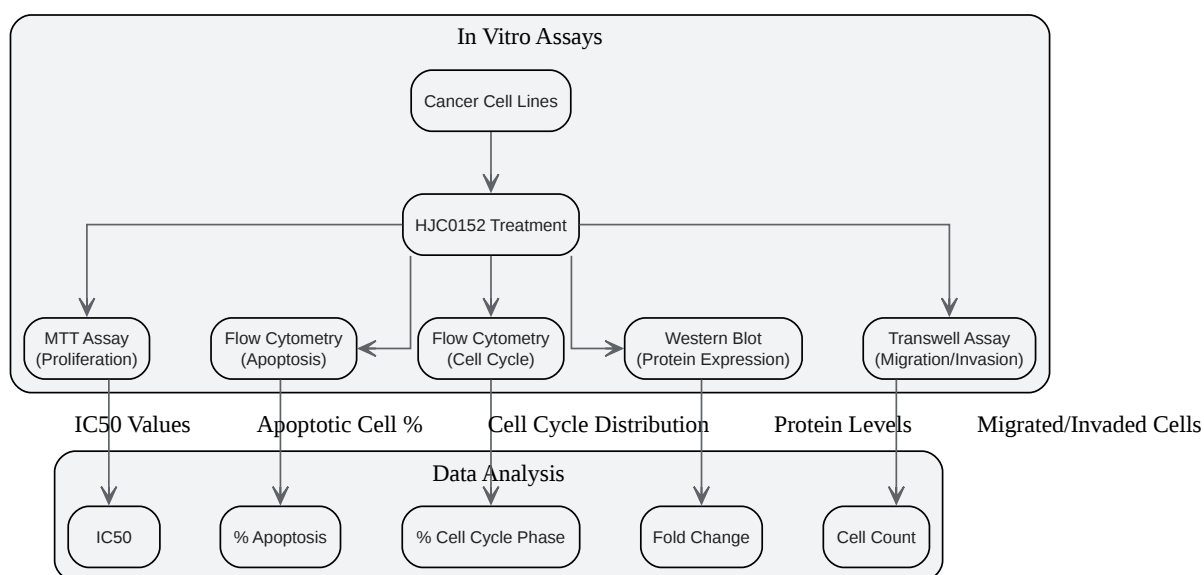 In Vitro Assays
Cancer Cell Lines
HJC0152 Treatment
MTT Assay
(Proliferation)
Flow Cytometry
(Apoptosis)
Flow Cytometry
(Cell Cycle)
Western Blot
(Protein Expression)
Transwell Assay
(Migration/Invasion)
IC50 Values
Apoptotic Cell %
Cell Cycle Distribution
Protein Levels
Migrated/Invaded Cells
Data Analysis
IC50
% Apoptosis
% Cell Cycle Phase
Fold Change
Cell Count